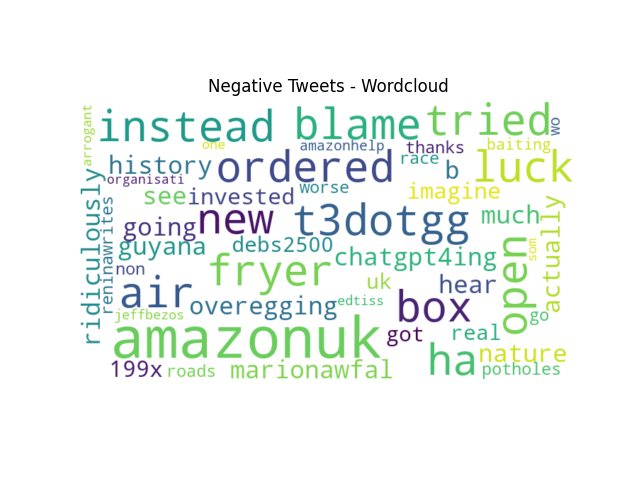 Negative Tweets - Wordcloud
arrogant instead blame tried wo
one amazonhelp thanks baiting
history ordered race b luck
organisati
ridiculously see invested worse imagine
reninawrites going new t3dotgg much actually
guyana debs2500 chatgpt4ing open som
non fryer uk hear
air overegging edtiss box go
jeffbezos
amazonuk got real
ha nature
199x roads marionawfal potholes